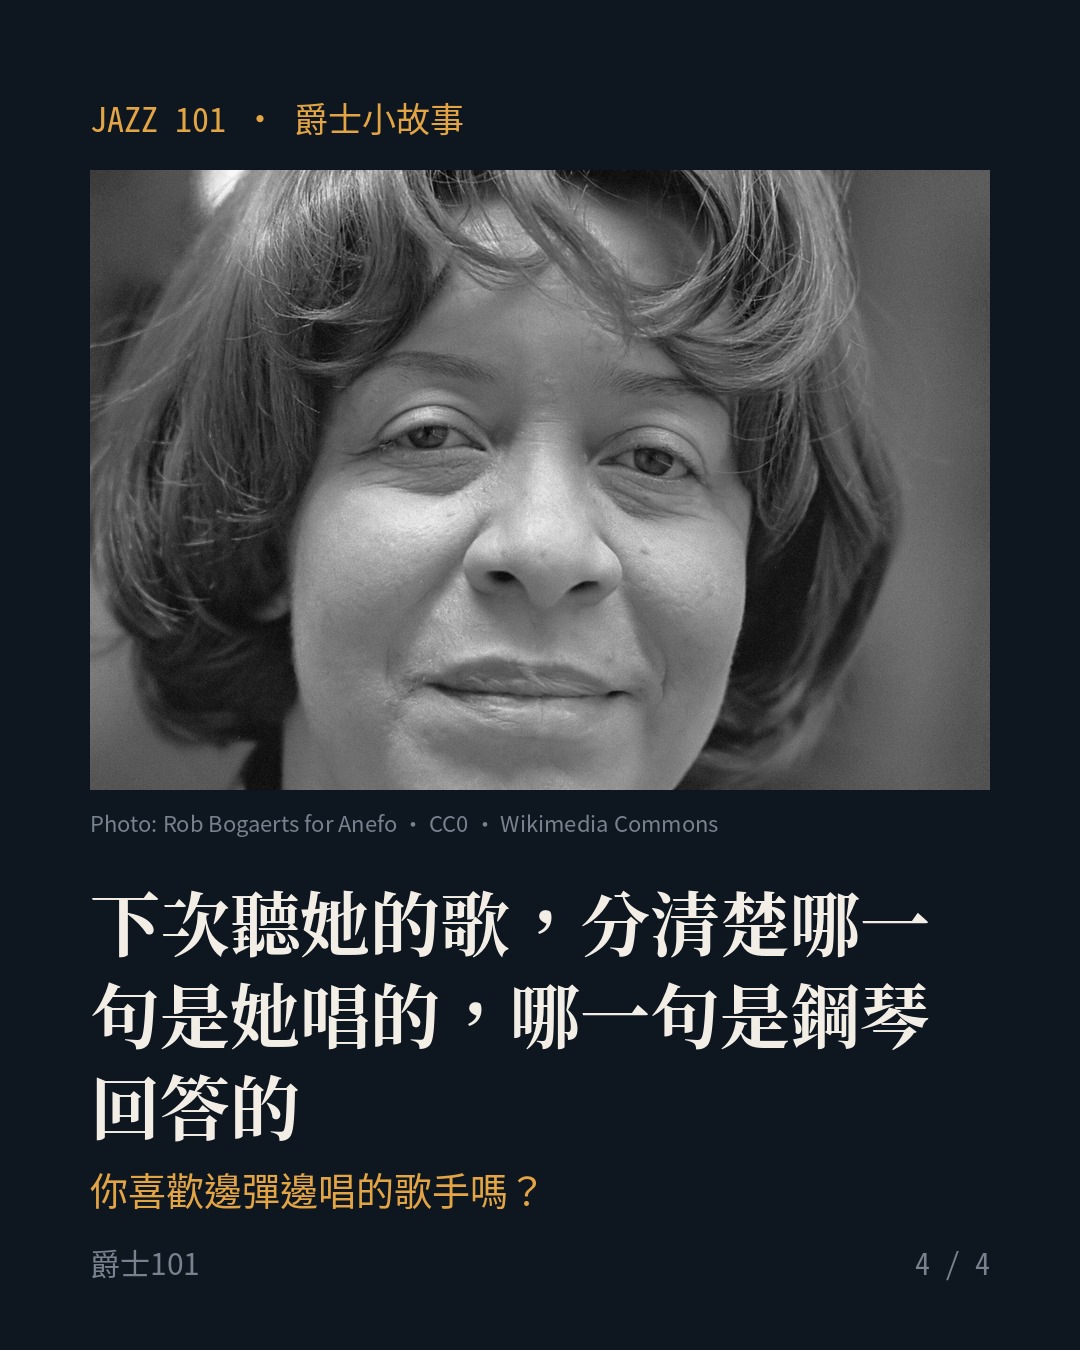 JAZZ 101 · 爵士小故事
Photo: Rob Bogaerts for Anefo · CC0 · Wikimedia Commons
下次聽她的歌，分清楚哪一
句是她唱的，哪一句是鋼琴
回答的
你喜歡邊彈邊唱的歌手嗎？
爵士101
4 / 4